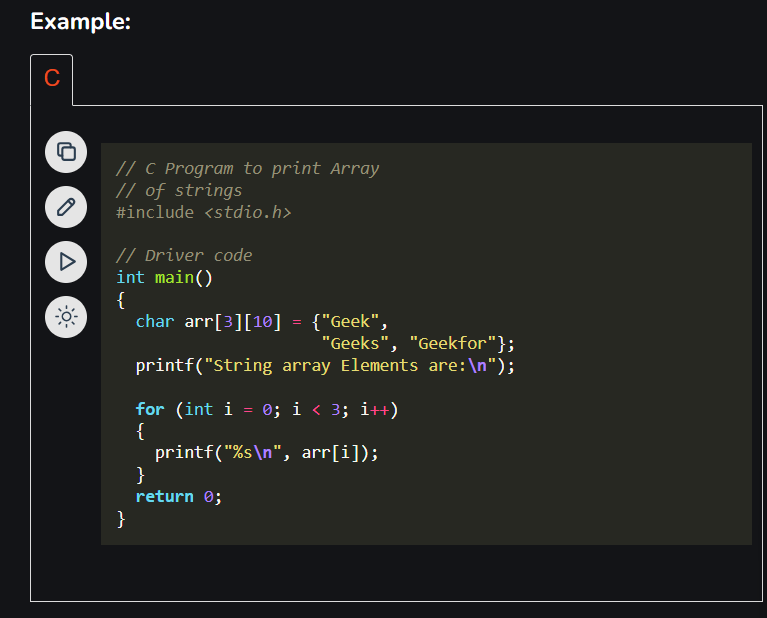 Example:
C
// C Program to print Array
// of strings
#include <stdio.h>

// Driver code
int main()
{
  char arr[3][10] = {"Geek",
                     "Geeks", "Geekfor"};
  printf("String array Elements are:\n");

  for (int i = 0; i < 3; i++)
  {
    printf("%s\n", arr[i]);
  }
  return 0;
}